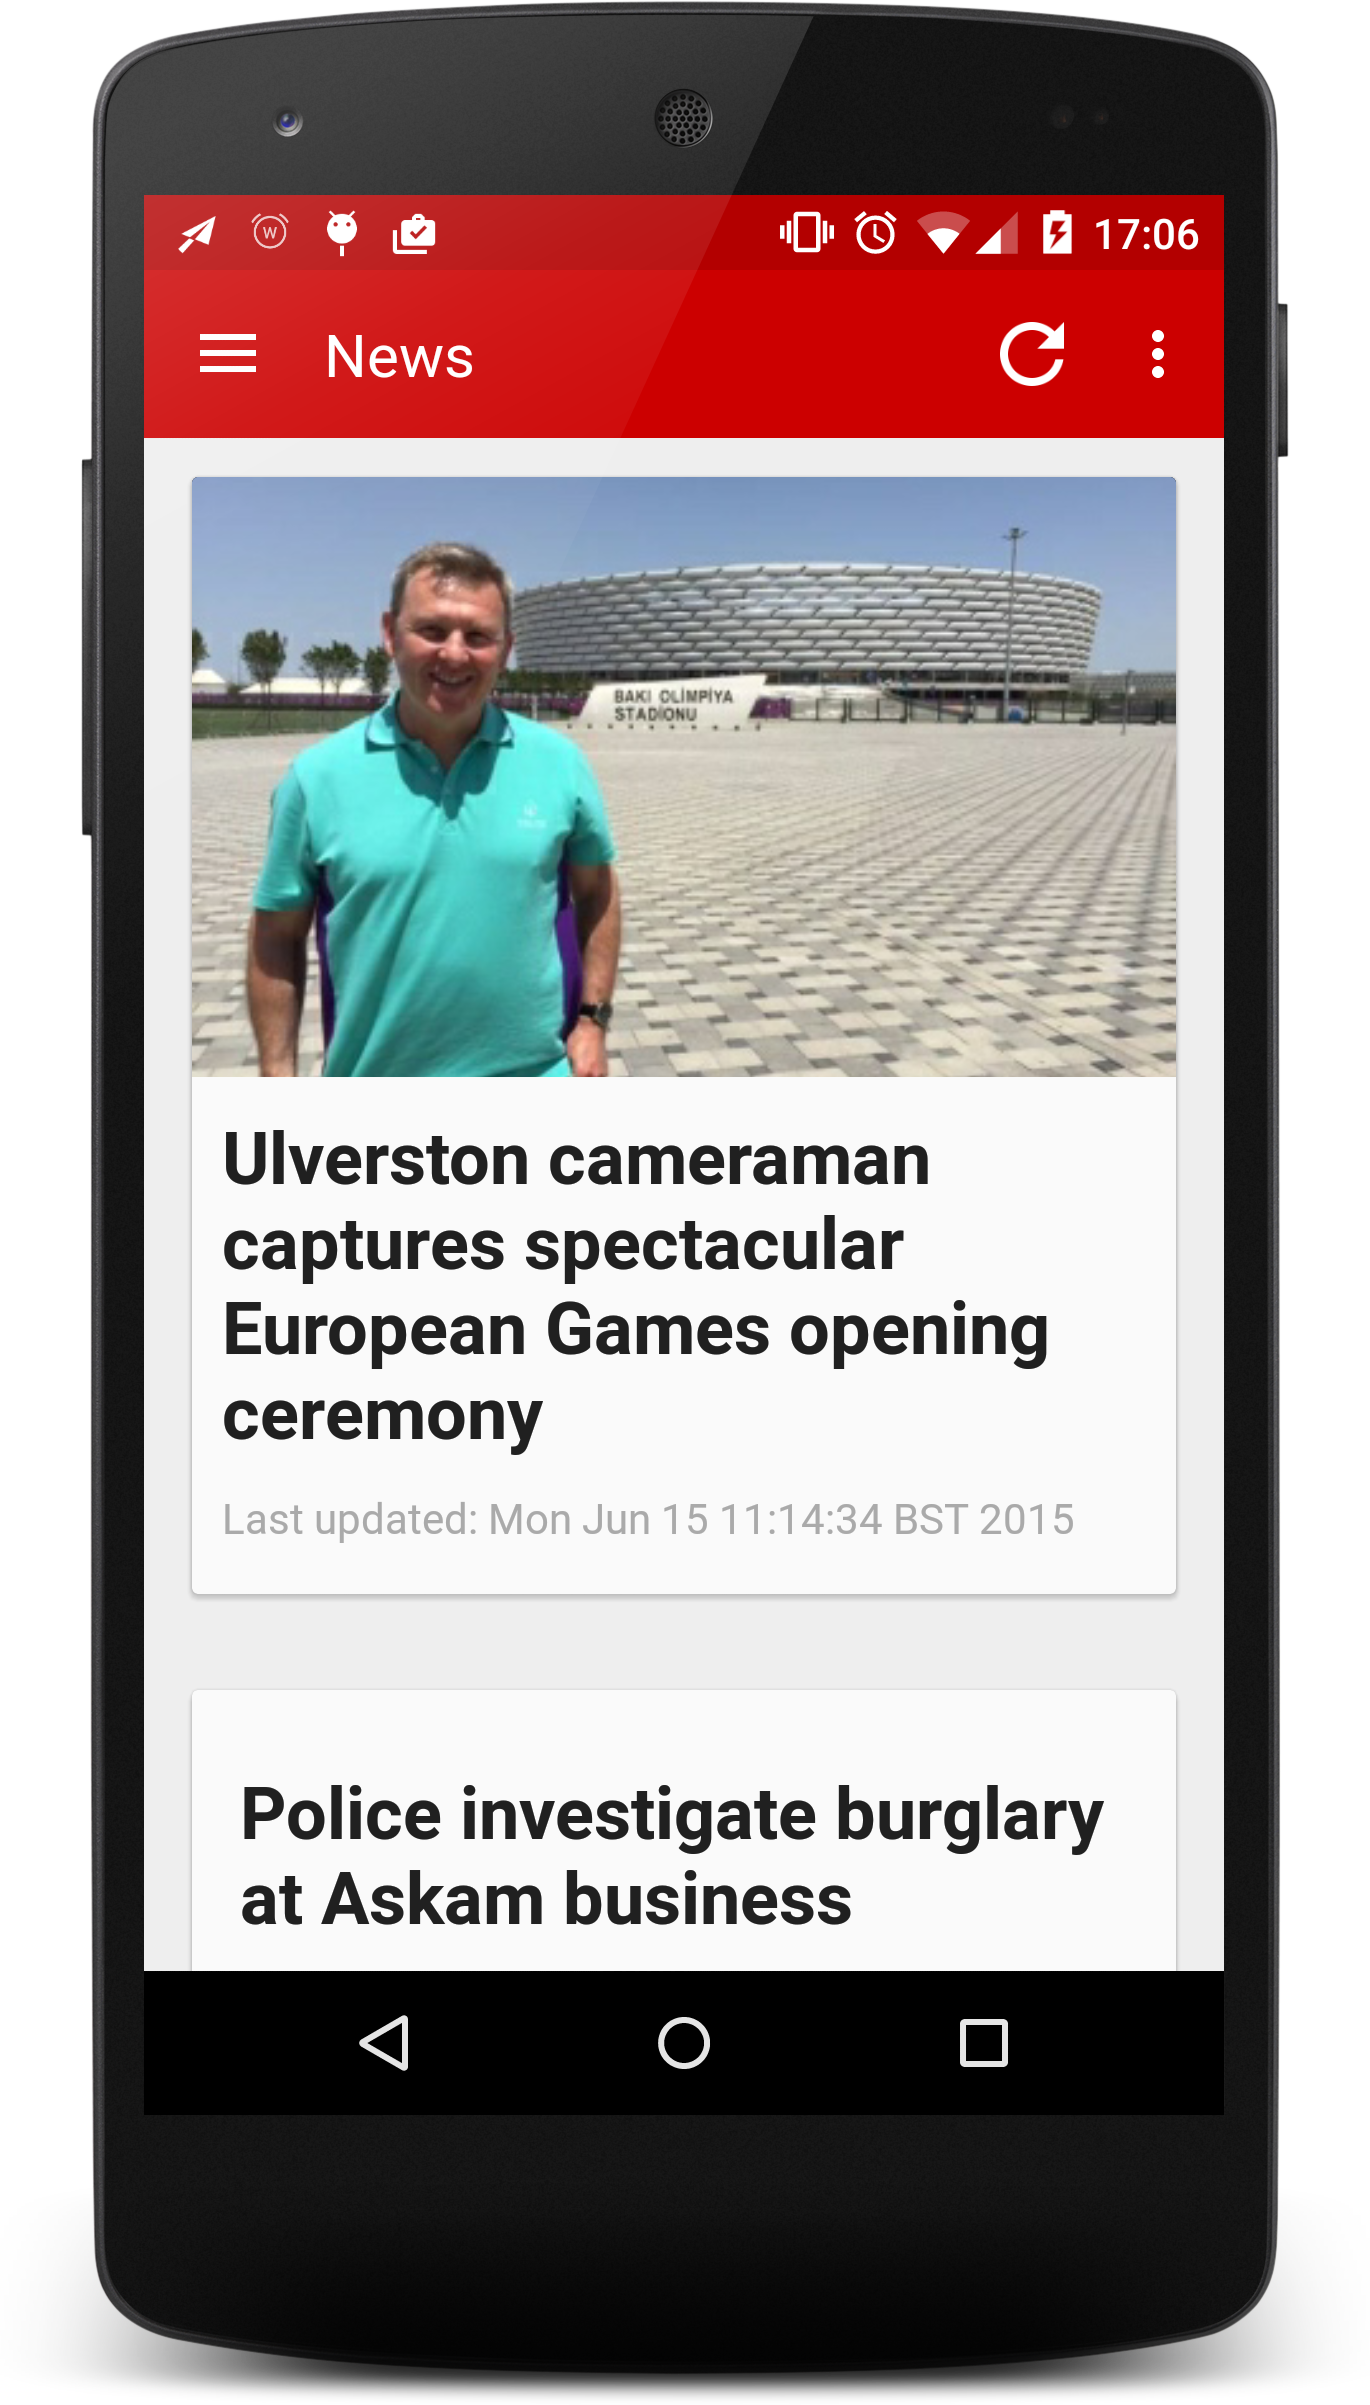 17:06
News
BAKI OLİMPİYA
STADİONU
Ulverston cameraman
captures spectacular
European Games opening
ceremony
Last updated: Mon Jun 15 11:14:34 BST 2015
Police investigate burglary
at Askam business